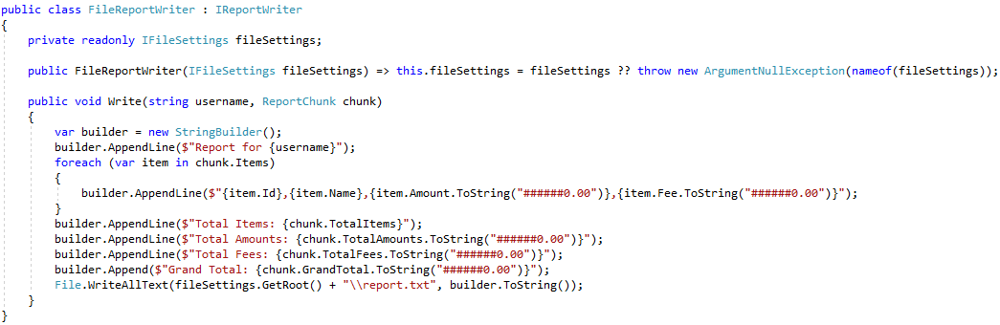 public class FileReportWriter : IReportWriter
{
    private readonly IFileSettings fileSettings;

    public FileReportWriter(IFileSettings fileSettings) => this.fileSettings = fileSettings ?? throw new ArgumentNullException(nameof(fileSettings));

    public void Write(string username, ReportChunk chunk)
    {
        var builder = new StringBuilder();
        builder.AppendLine($"Report for {username}");
        foreach (var item in chunk.Items)
        {
            builder.AppendLine($"{item.Id},{item.Name},{item.Amount.ToString("######0.00")},{item.Fee.ToString("######0.00")}");
        }
        builder.AppendLine($"Total Items: {chunk.TotalItems}");
        builder.AppendLine($"Total Amounts: {chunk.TotalAmounts.ToString("######0.00")}");
        builder.AppendLine($"Total Fees: {chunk.TotalFees.ToString("######0.00")}");
        builder.Append($"Grand Total: {chunk.GrandTotal.ToString("######0.00")}");
        File.WriteAllText(fileSettings.GetRoot() + "\\report.txt", builder.ToString());
    }
}